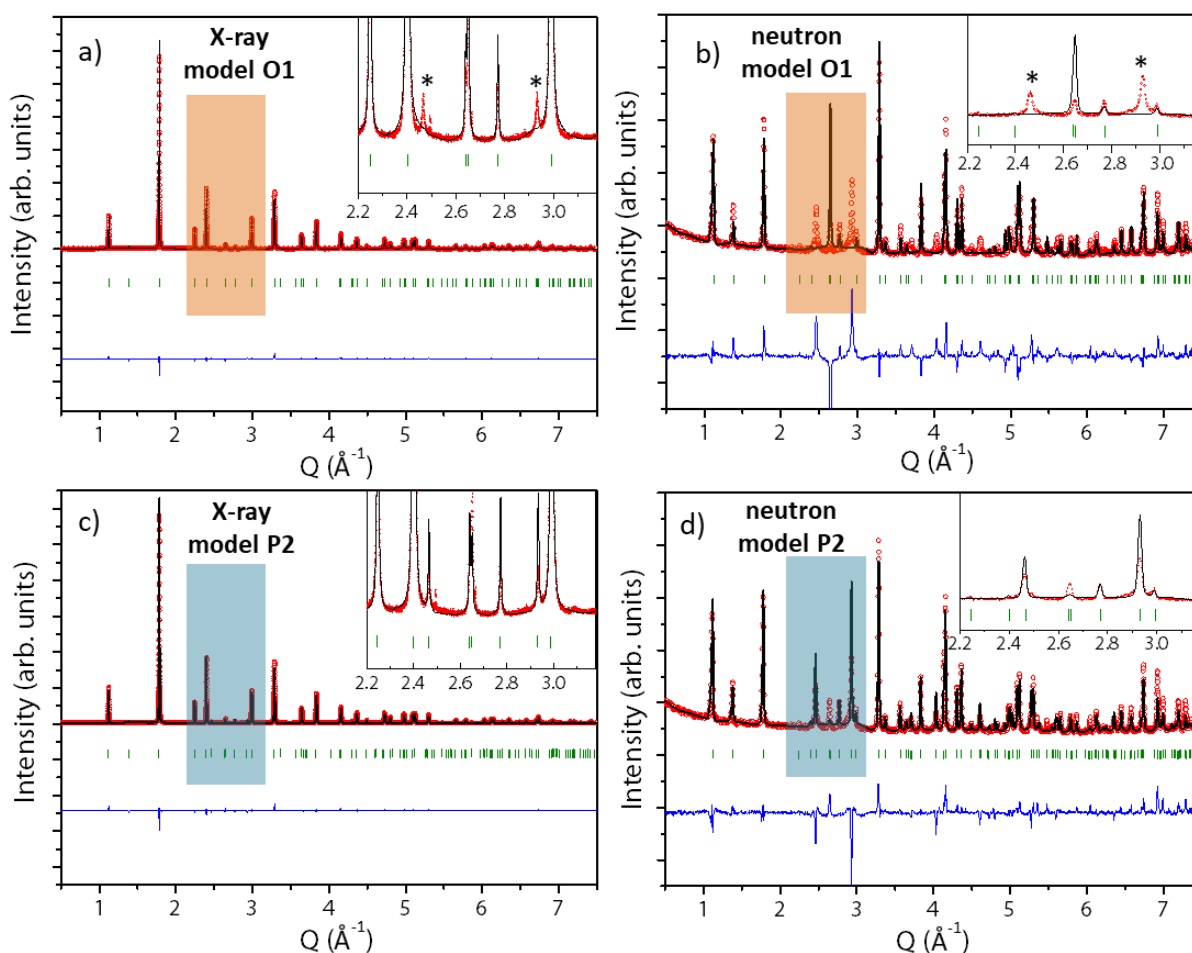 a)
X-ray
model O1
*
*
2.2 2.4 2.6 2.8 3.0
Intensity (arb. units)
1 2 3 4 5 6 7
Q (Å⁻¹)
b)
neutron
model O1
*
*
2.2 2.4 2.6 2.8 3.0
Intensity (arb. units)
1 2 3 4 5 6 7
Q (Å⁻¹)
c)
X-ray
model P2
2.2 2.4 2.6 2.8 3.0
Intensity (arb. units)
1 2 3 4 5 6 7
Q (Å⁻¹)
d)
neutron
model P2
2.2 2.4 2.6 2.8 3.0
Intensity (arb. units)
1 2 3 4 5 6 7
Q (Å⁻¹)